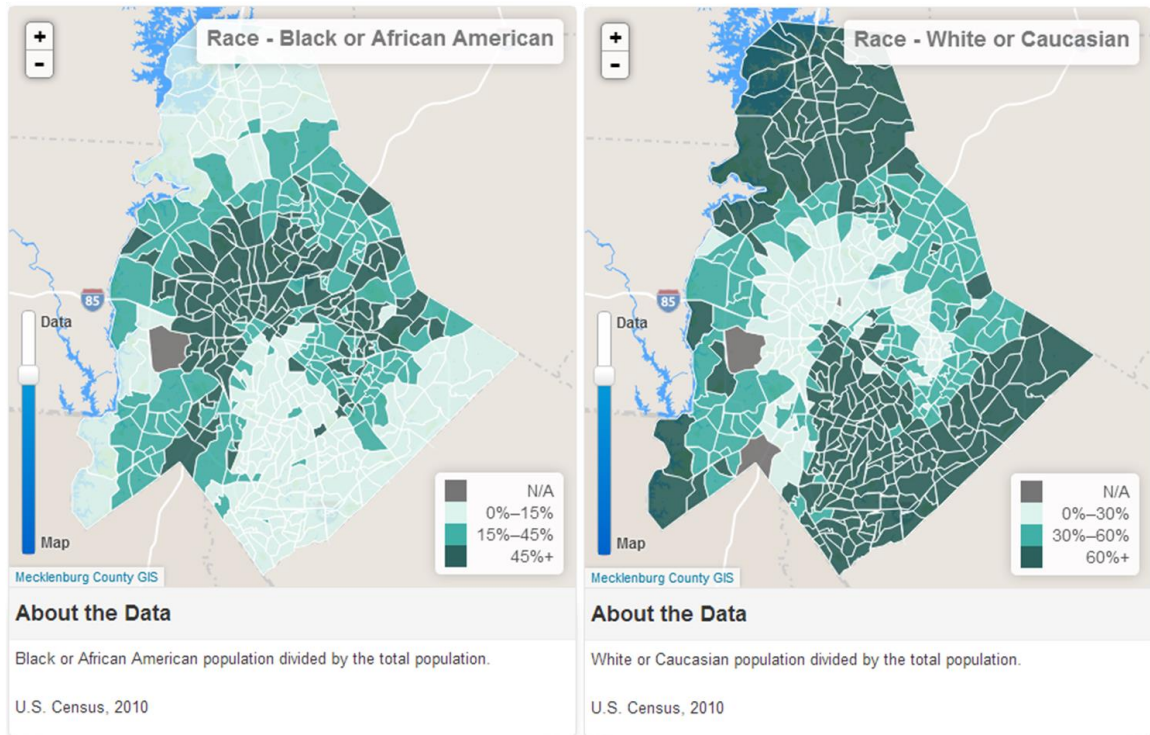 +
-
Race - Black or African American
85
Data
Map
N/A
0%–15%
15%–45%
45%+
Mecklenburg County GIS
About the Data
Black or African American population divided by the total population.
U.S. Census, 2010
+
-
Race - White or Caucasian
85
Data
Map
N/A
0%–30%
30%–60%
60%+
Mecklenburg County GIS
About the Data
White or Caucasian population divided by the total population.
U.S. Census, 2010